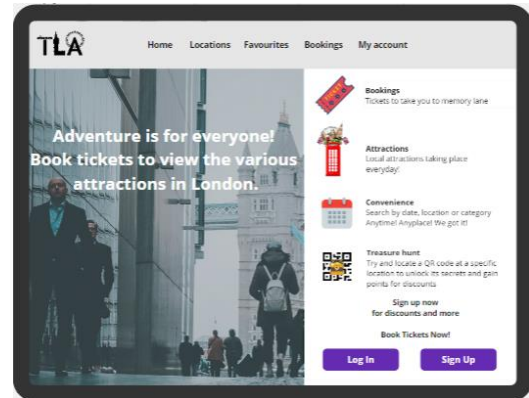 TLA
Home Locations Favourites Bookings My account
Adventure is for everyone!
Book tickets to view the various
attractions in London.
Bookings
Tickets to take you to memory lane
Attractions
Local attractions taking place
everyday!
Convenience
Search by date, location or category
Anytime! Anyplace! We got it!
Treasure hunt
Try and locate a QR code at a specific
location to unlock its secrets and gain
points for discounts
Sign up now
for discounts and more
Book Tickets Now!
Log In
Sign Up